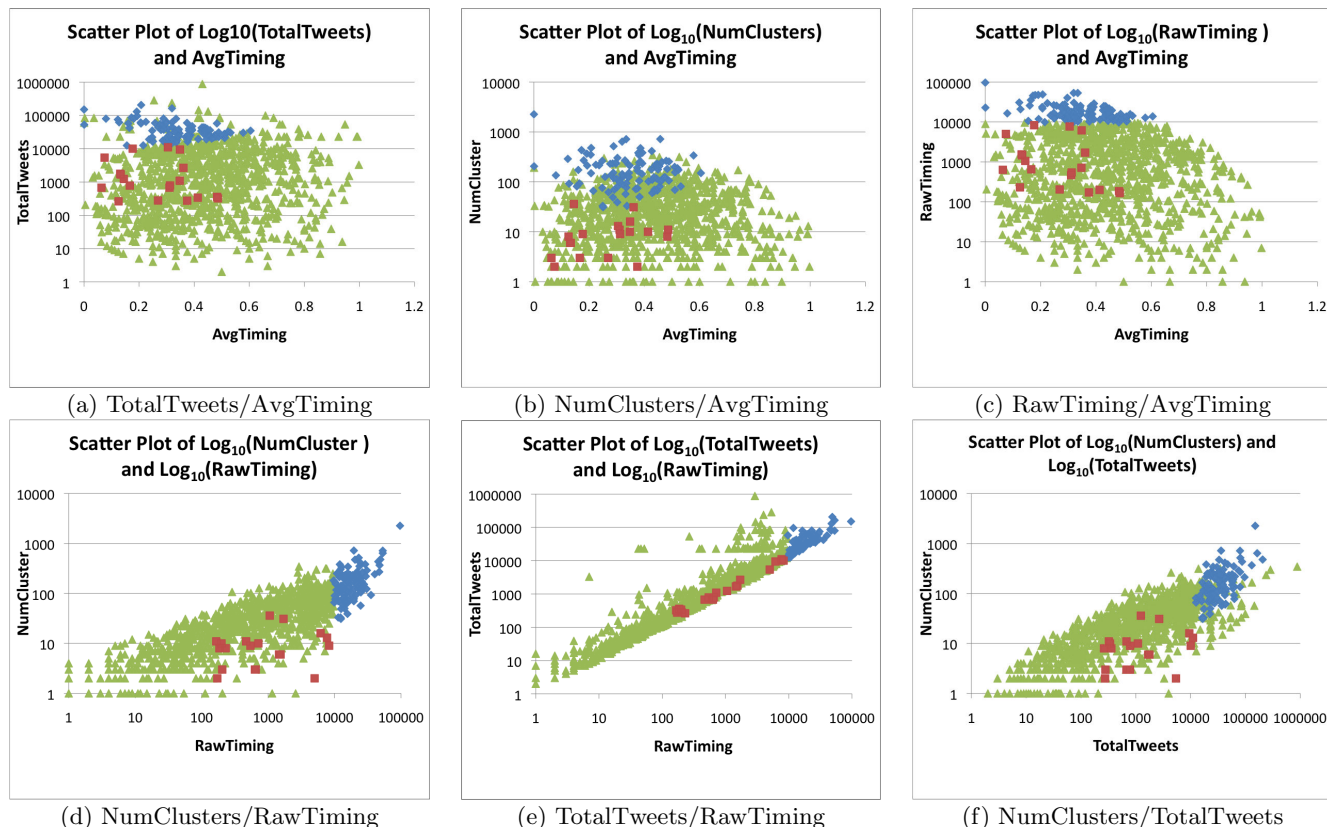 Scatter Plot of Log10(TotalTweets)
and AvgTiming
TotalTweets
1000000
100000
10000
1000
100
10
1
0 0.2 0.4 0.6 0.8 1 1.2
AvgTiming
(a) TotalTweets/AvgTiming
Scatter Plot of Log10(NumClusters)
and AvgTiming
NumCluster
10000
1000
100
10
1
0 0.2 0.4 0.6 0.8 1 1.2
AvgTiming
(b) NumClusters/AvgTiming
Scatter Plot of Log10(RawTiming )
and AvgTiming
RawTiming
100000
10000
1000
100
10
1
0 0.2 0.4 0.6 0.8 1 1.2
AvgTiming
(c) RawTiming/AvgTiming
Scatter Plot of Log10(NumCluster )
and Log10(RawTiming)
NumCluster
10000
1000
100
10
1
1 10 100 1000 10000 100000
RawTiming
(d) NumClusters/RawTiming
Scatter Plot of Log10(TotalTweets)
and Log10(RawTiming)
TotalTweets
1000000
100000
10000
1000
100
10
1
1 10 100 1000 10000 100000
RawTiming
(e) TotalTweets/RawTiming
Scatter Plot of Log10(NumClusters) and
Log10(TotalTweets)
NumCluster
10000
1000
100
10
1
1 10 100 1000 10000 100000 1000000
TotalTweets
(f) NumClusters/TotalTweets